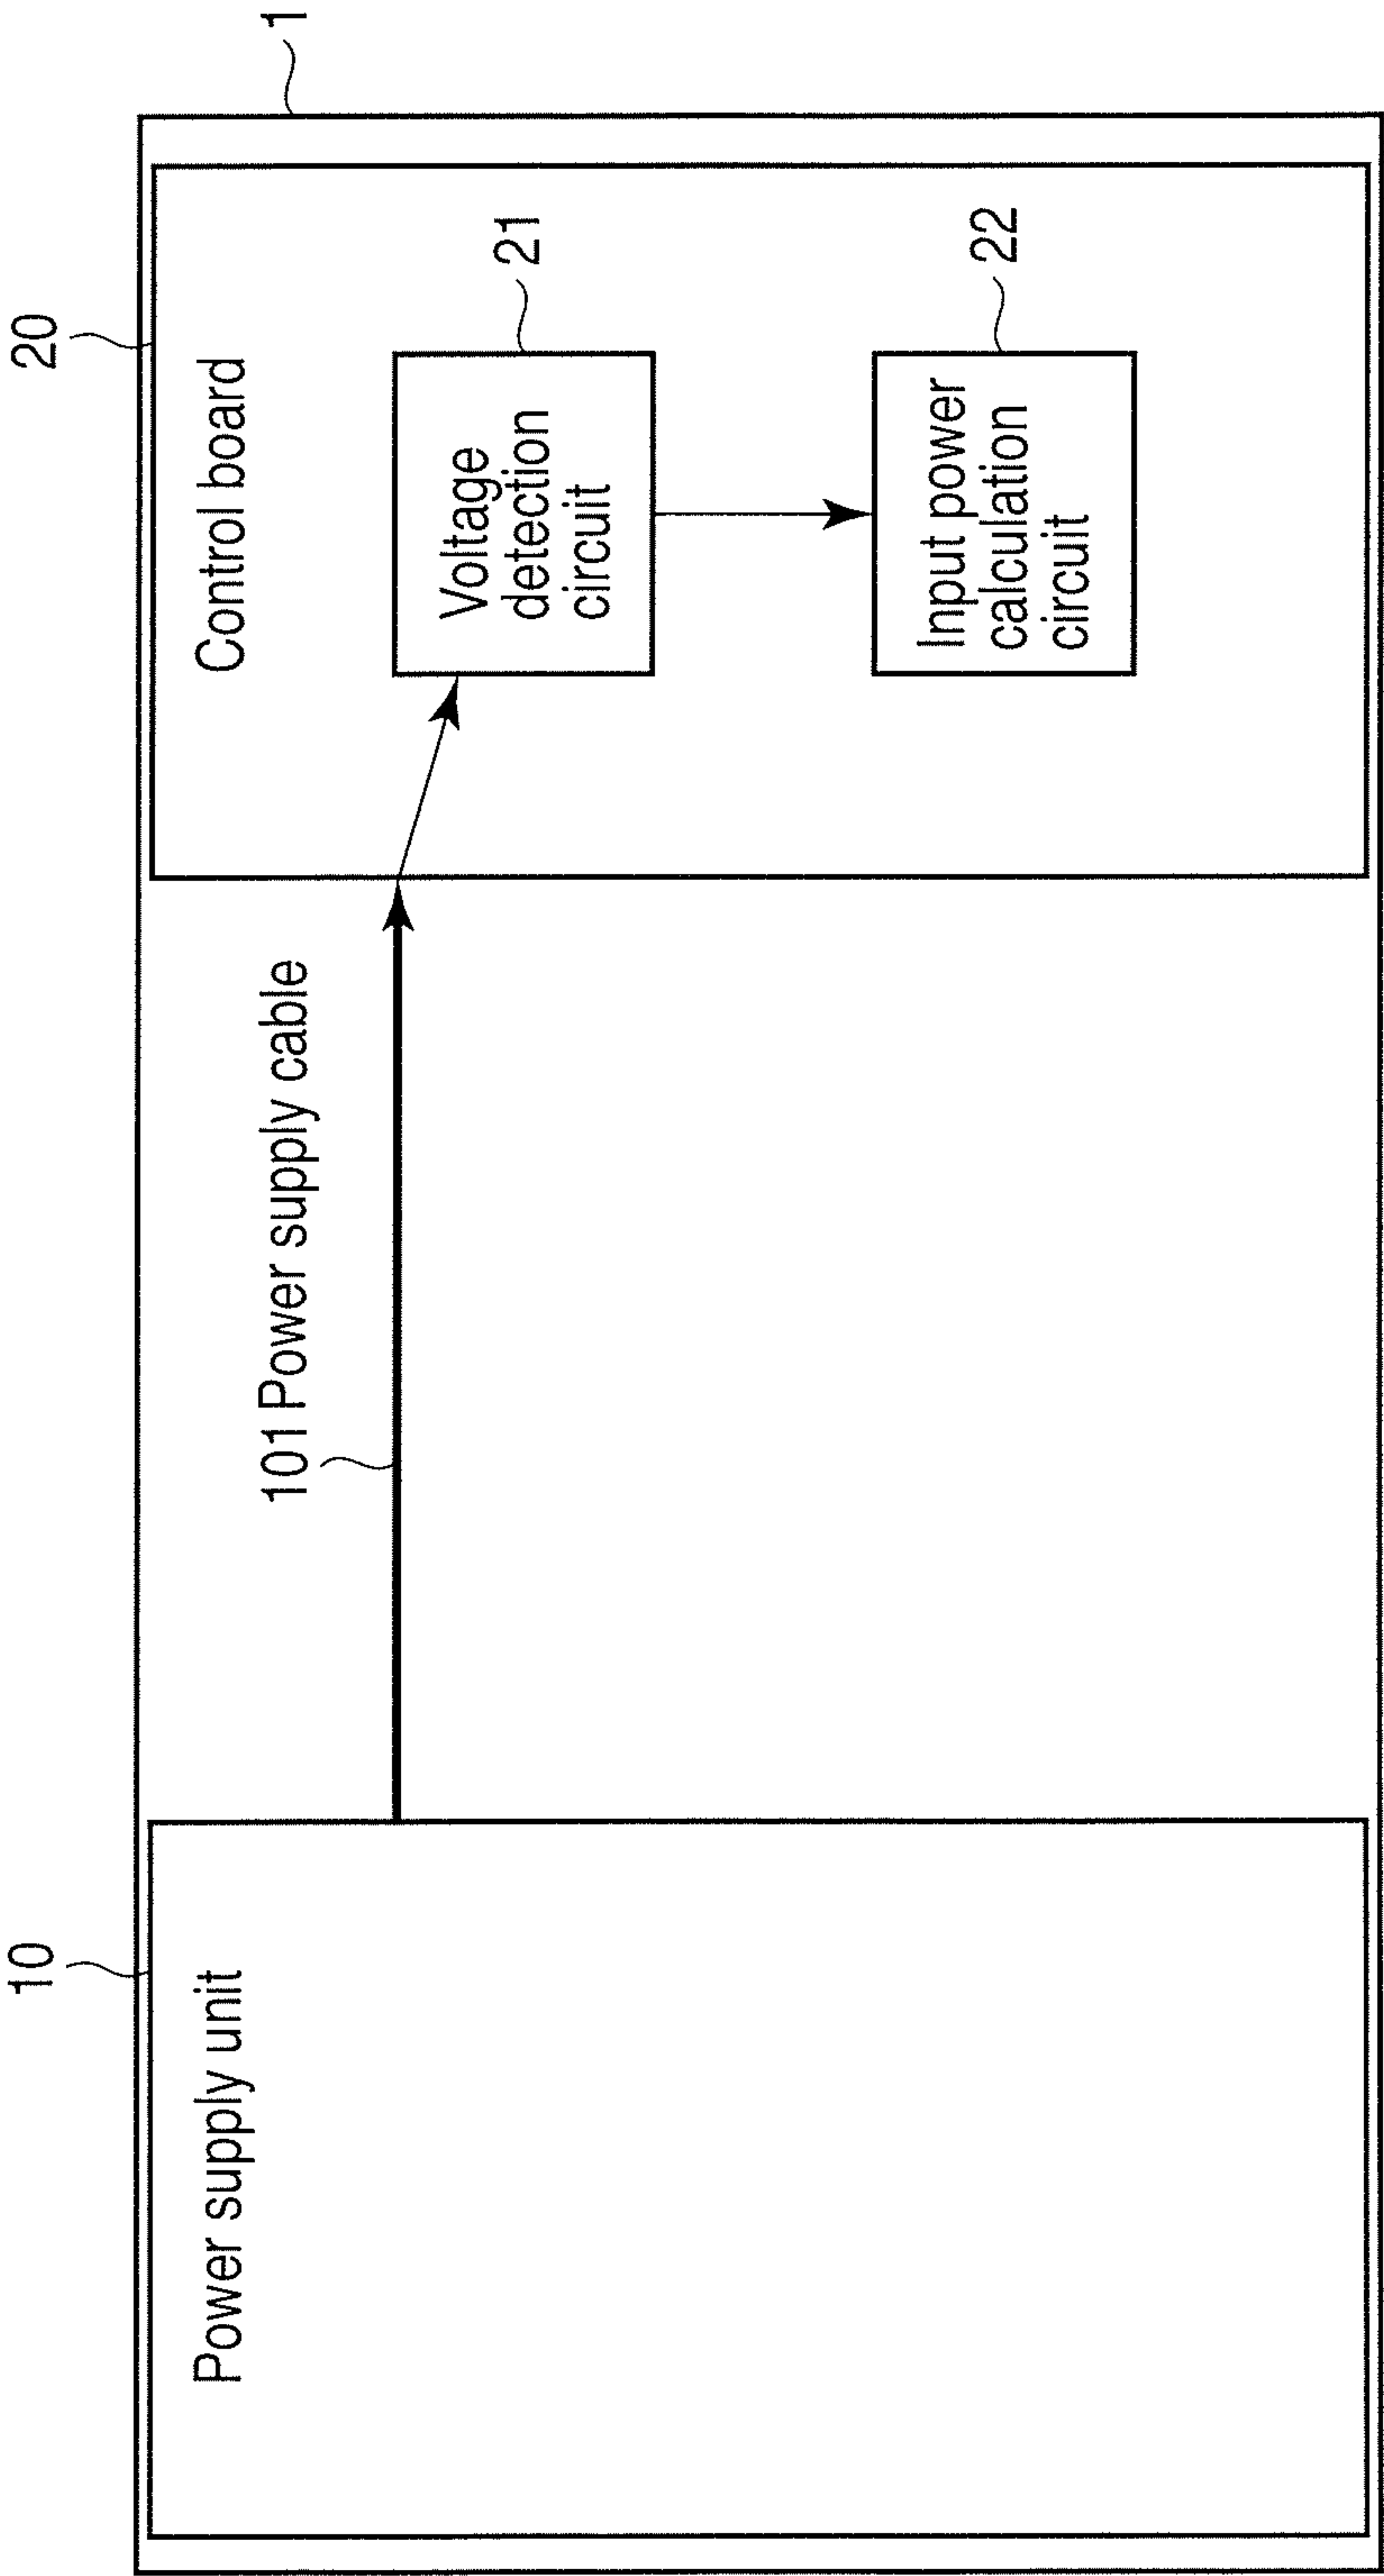 1
10
20
Power supply unit
101 Power supply cable
Control board
Voltage
detection
circuit
21
Input power
calculation
circuit
22